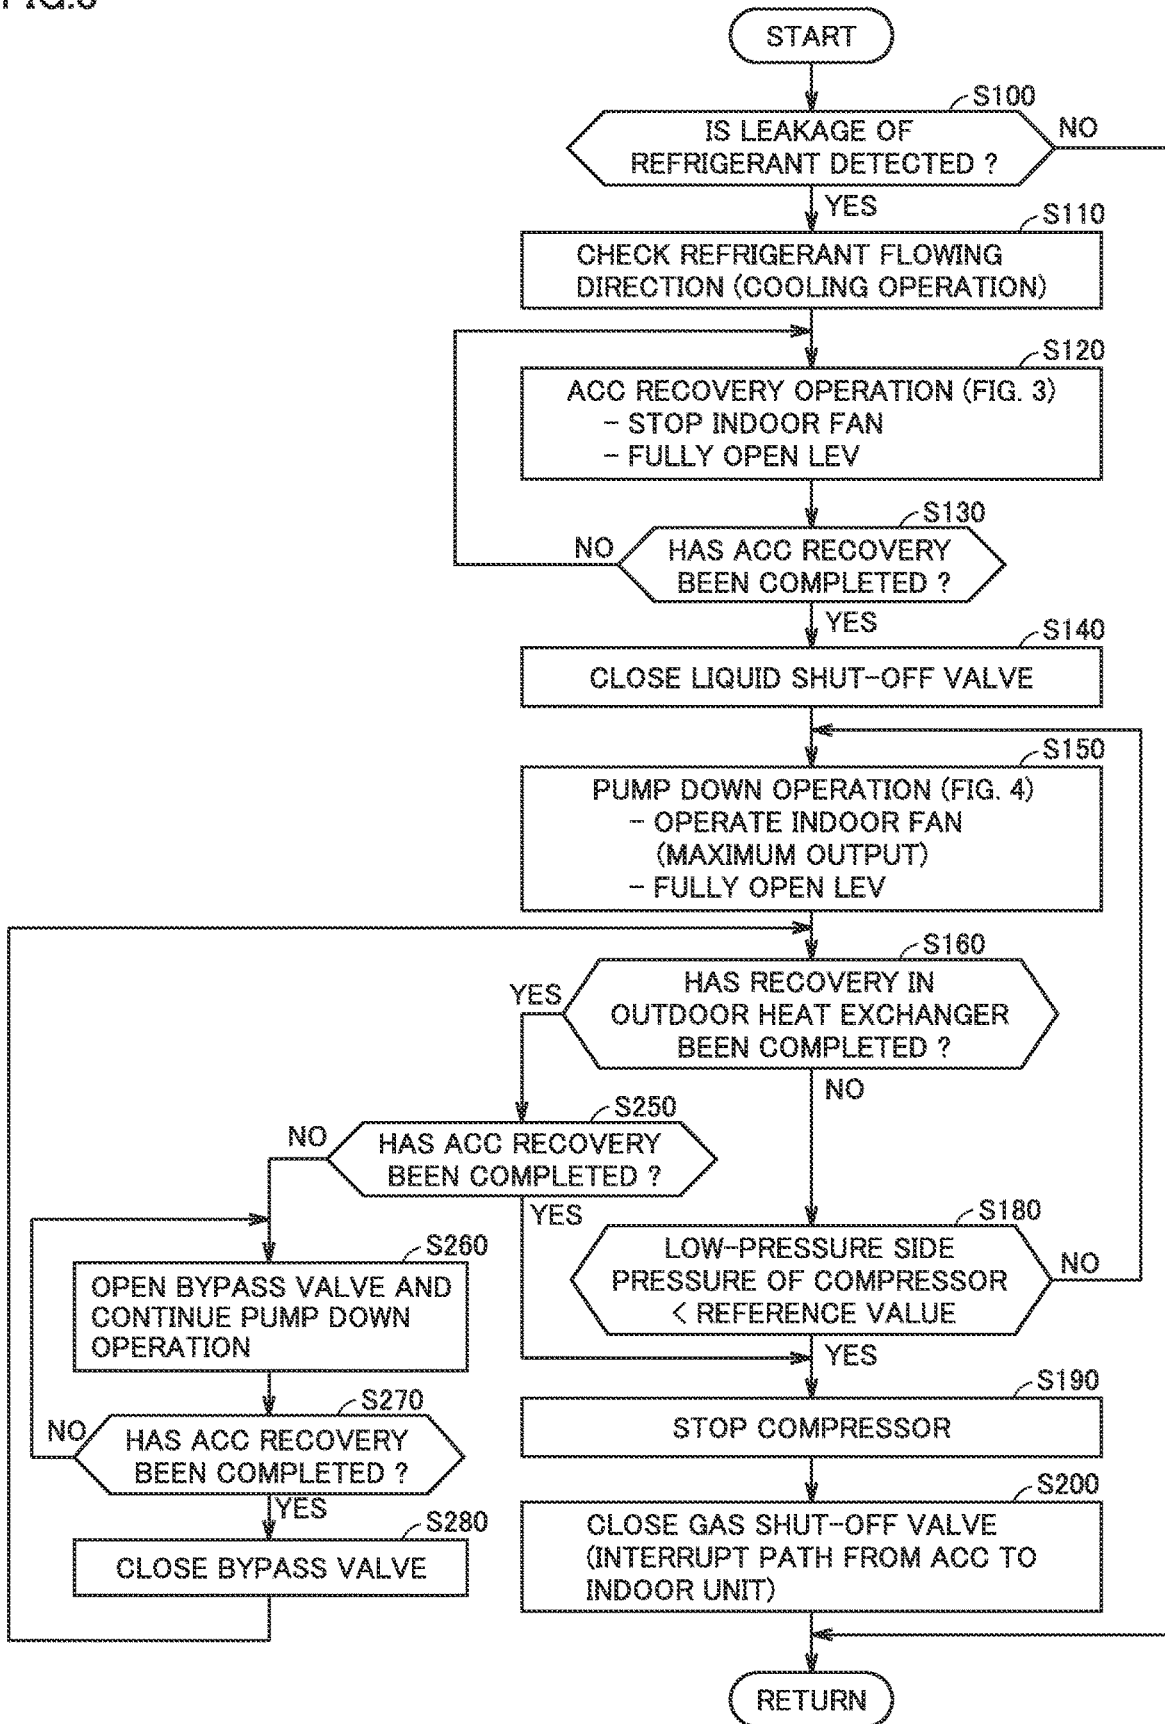 START
S100
IS LEAKAGE OF
REFRIGERANT DETECTED ?
NO
YES
S110
CHECK REFRIGERANT FLOWING
DIRECTION (COOLING OPERATION)
S120
ACC RECOVERY OPERATION (FIG. 3)
- STOP INDOOR FAN
- FULLY OPEN LEV
S130
NO
HAS ACC RECOVERY
BEEN COMPLETED ?
YES
S140
CLOSE LIQUID SHUT-OFF VALVE
S150
PUMP DOWN OPERATION (FIG. 4)
- OPERATE INDOOR FAN
(MAXIMUM OUTPUT)
- FULLY OPEN LEV
S160
YES
HAS RECOVERY IN
OUTDOOR HEAT EXCHANGER
BEEN COMPLETED ?
NO
S250
NO
HAS ACC RECOVERY
BEEN COMPLETED ?
YES
S180
LOW-PRESSURE SIDE
PRESSURE OF COMPRESSOR
< REFERENCE VALUE
NO
YES
S260
OPEN BYPASS VALVE AND
CONTINUE PUMP DOWN
OPERATION
S270
NO
HAS ACC RECOVERY
BEEN COMPLETED ?
YES
S280
CLOSE BYPASS VALVE
S190
STOP COMPRESSOR
S200
CLOSE GAS SHUT-OFF VALVE
(INTERRUPT PATH FROM ACC TO
INDOOR UNIT)
RETURN